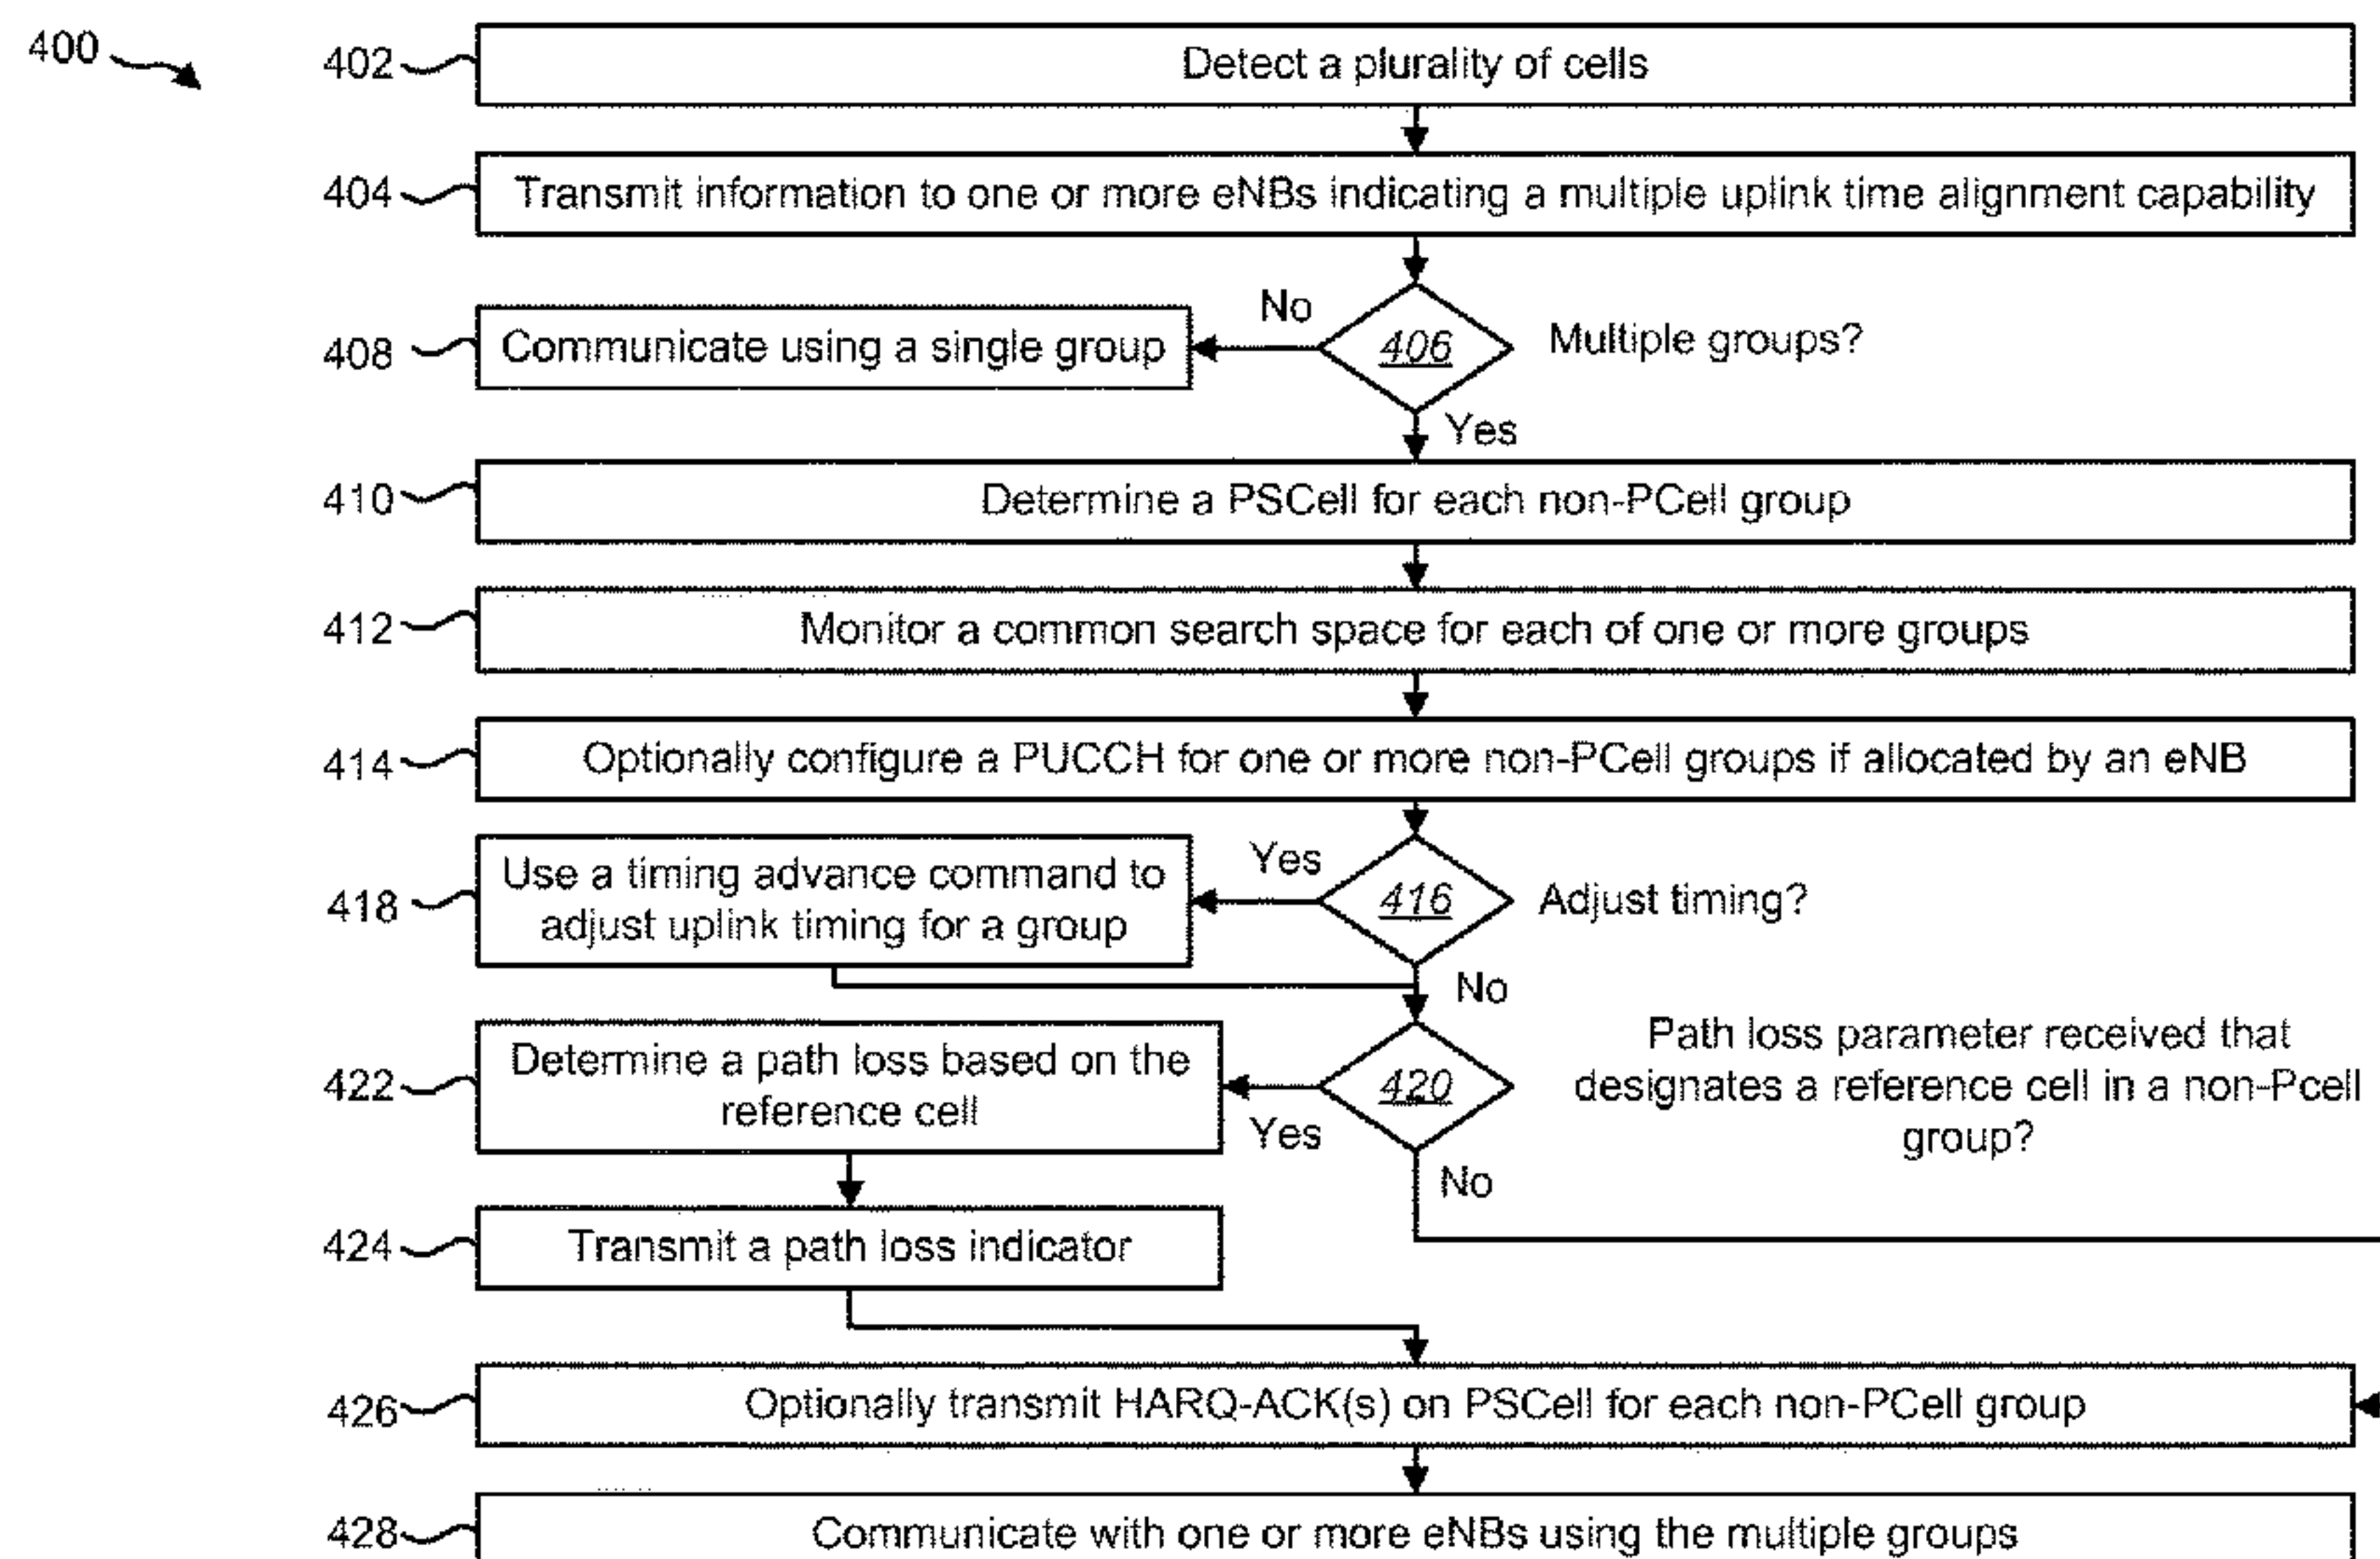 400
402
Detect a plurality of cells
404
Transmit information to one or more eNBs indicating a multiple uplink time alignment capability
No
408
Communicate using a single group
406
Multiple groups?
Yes
410
Determine a PSCell for each non-PCell group
412
Monitor a common search space for each of one or more groups
414
Optionally configure a PUCCH for one or more non-PCell groups if allocated by an eNB
418
Use a timing advance command to
adjust uplink timing for a group
Yes
416
Adjust timing?
No
422
Determine a path loss based on the
reference cell
Yes
420
Path loss parameter received that
designates a reference cell in a non-Pcell
group?
No
424
Transmit a path loss indicator
426
Optionally transmit HARQ-ACK(s) on PSCell for each non-PCell group
428
Communicate with one or more eNBs using the multiple groups